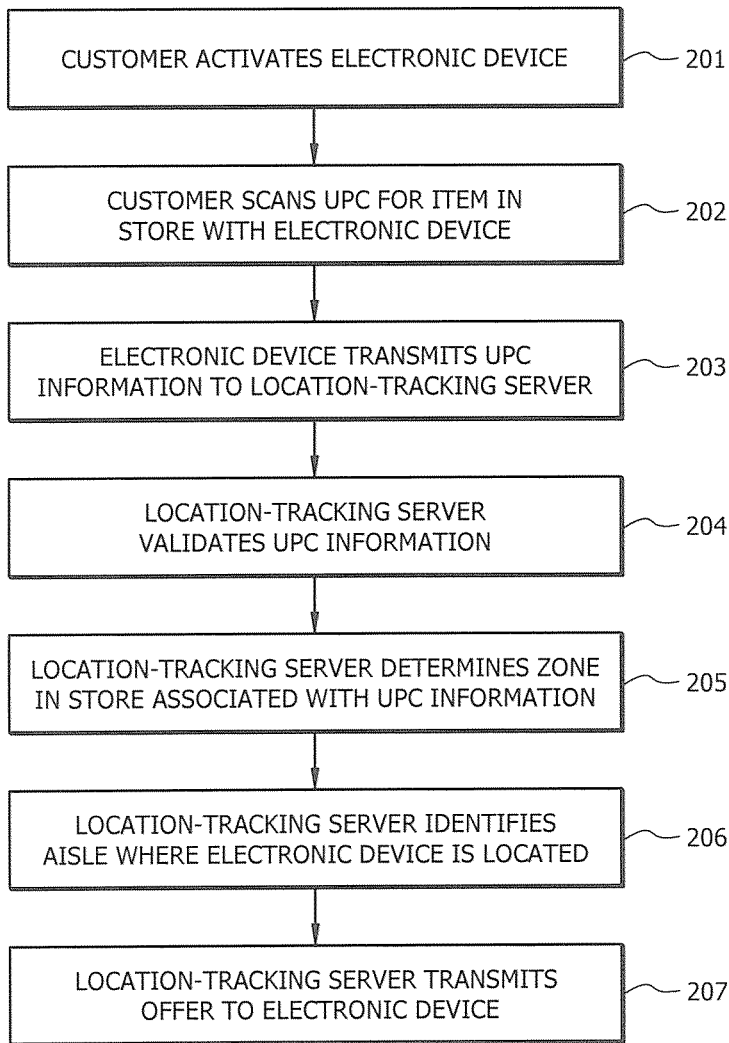 CUSTOMER ACTIVATES ELECTRONIC DEVICE
201
CUSTOMER SCANS UPC FOR ITEM IN
STORE WITH ELECTRONIC DEVICE
202
ELECTRONIC DEVICE TRANSMITS UPC
INFORMATION TO LOCATION-TRACKING SERVER
203
LOCATION-TRACKING SERVER
VALIDATES UPC INFORMATION
204
LOCATION-TRACKING SERVER DETERMINES ZONE
IN STORE ASSOCIATED WITH UPC INFORMATION
205
LOCATION-TRACKING SERVER IDENTIFIES
AISLE WHERE ELECTRONIC DEVICE IS LOCATED
206
LOCATION-TRACKING SERVER TRANSMITS
OFFER TO ELECTRONIC DEVICE
207